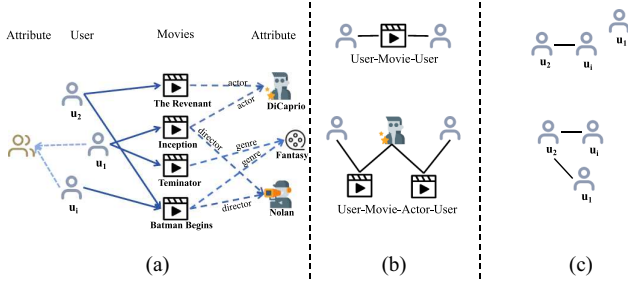 Attribute User Movies Attribute
actor
The Revenant
DiCaprio
actor
u2
Inception
director
u1
genre
Fantasy
Teminator
genre
ui
director
Batman Begins
Nolan
(a)
User-Movie-User
User-Movie-Actor-User
(b)
u1
u2 ui
u2 ui
u1
(c)